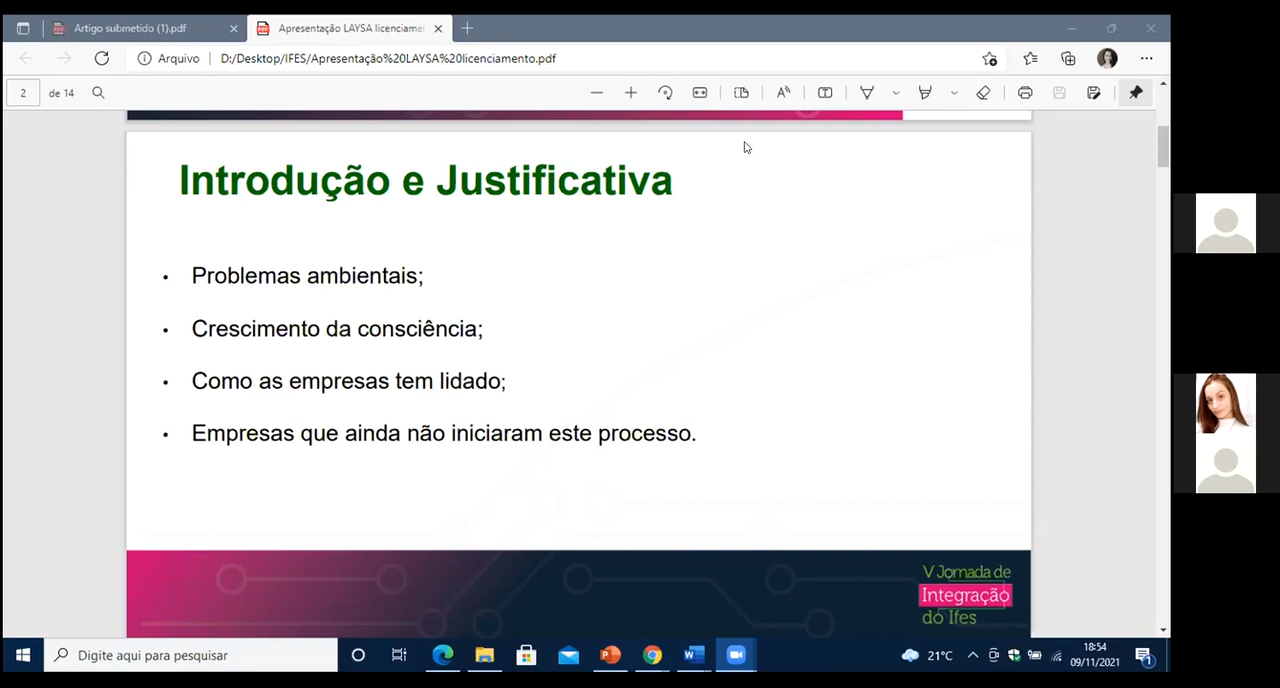 Artigo submetido (1).pdf
Apresentação LAYSA licenciame
Arquivo
D:/Desktop/IFES/Apresentação%20LAYSA%20licenciamento.pdf
2
de 14
Introdução e Justificativa
• Problemas ambientais;
• Crescimento da consciência;
• Como as empresas tem lidado;
• Empresas que ainda não iniciaram este processo.
V Jornada de
Integração
do Ifes
Digite aqui para pesquisar
21°C
18:54
09/11/2021
1